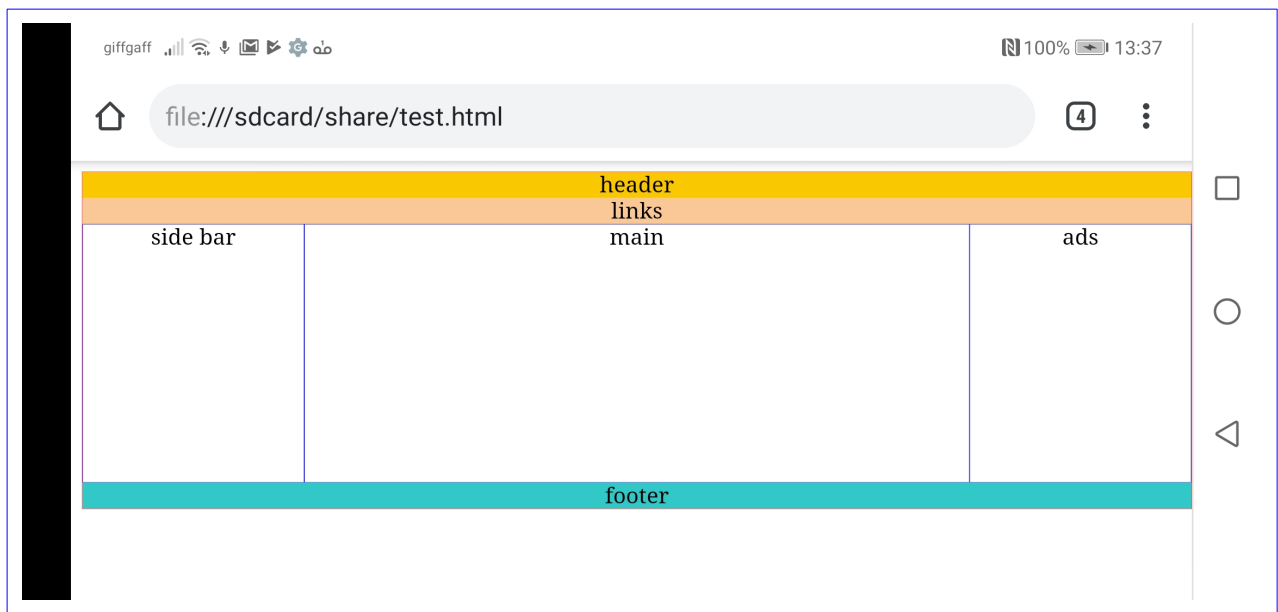 giffgaff 100% 13:37
file:///sdcard/share/test.html 4
header
links
side bar main ads
footer